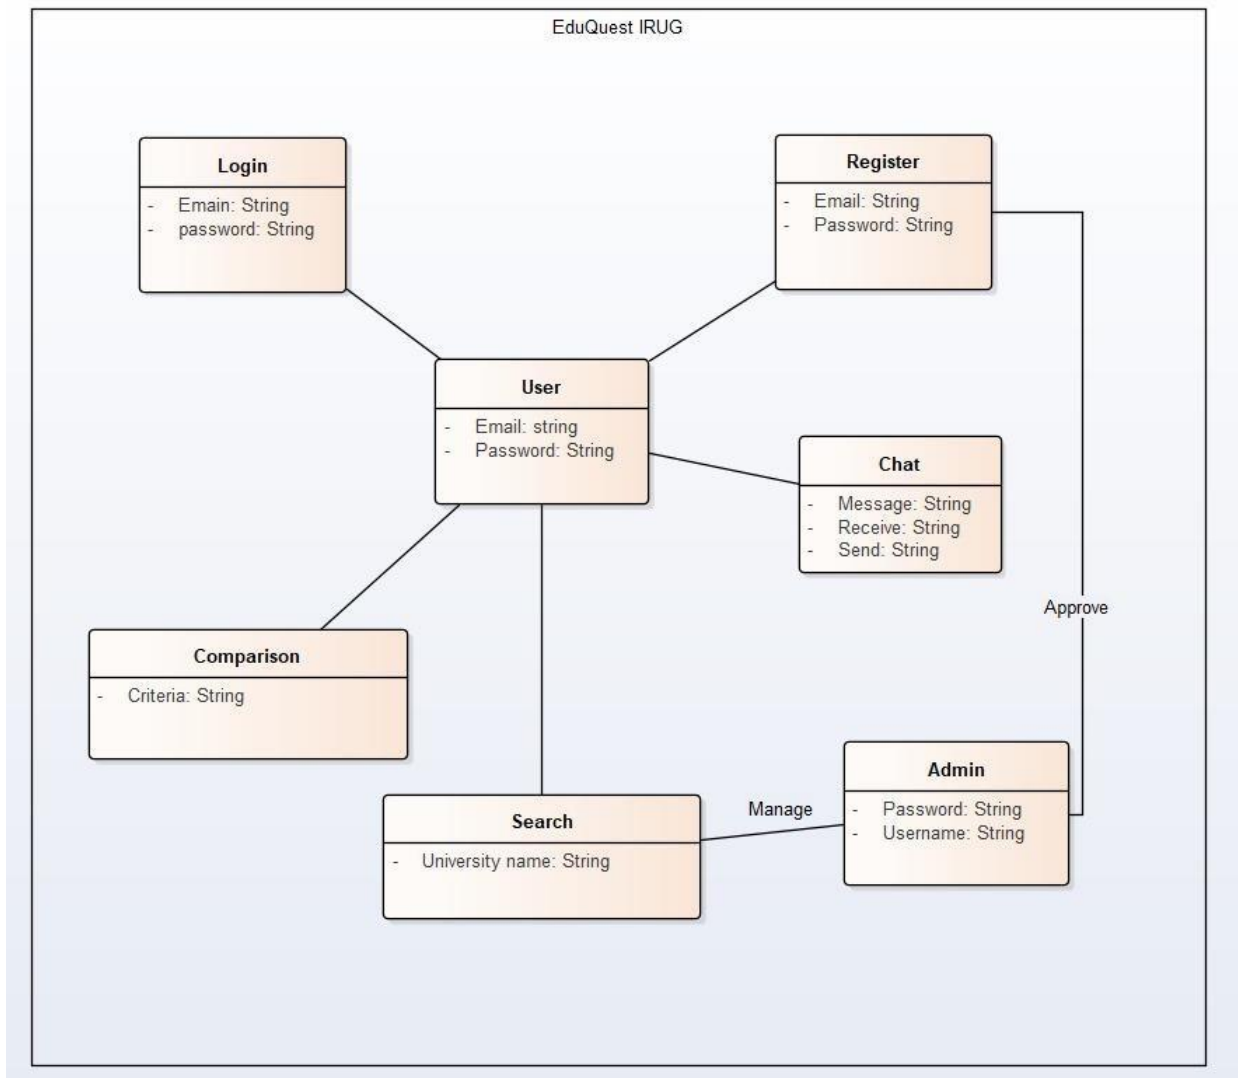 EduQuest IRUG
Login
- Emain: String
- password: String
Register
- Email: String
- Password: String
User
- Email: string
- Password: String
Chat
- Message: String
- Receive: String
- Send: String
Approve
Comparison
- Criteria: String
Admin
- Password: String
- Username: String
Manage
Search
- University name: String